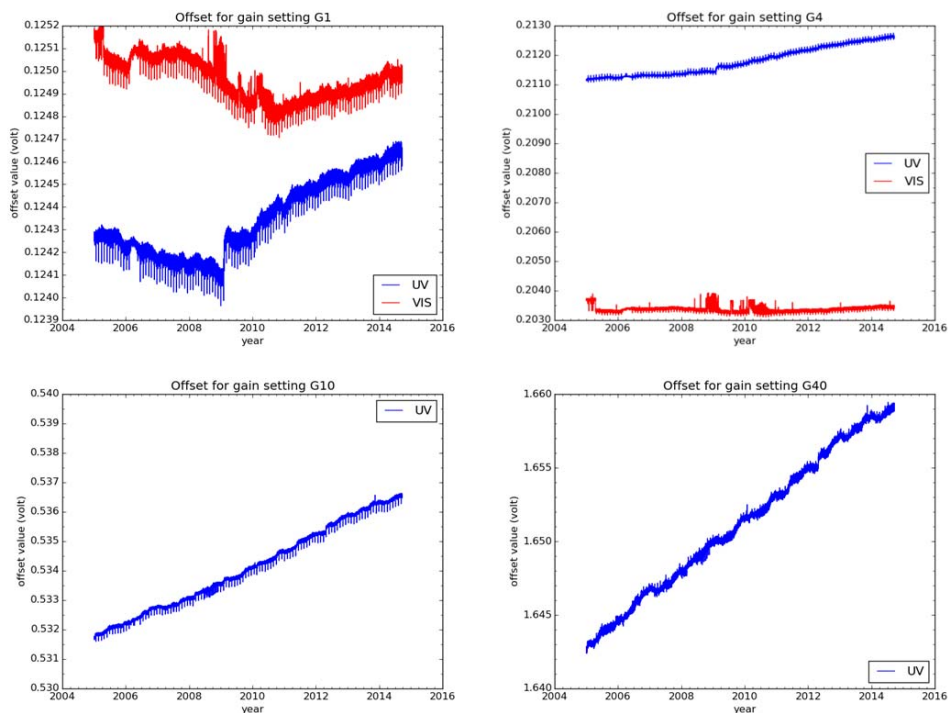 Offset for gain setting G1
0.1252
0.1251
0.1250
0.1249
0.1248
0.1247
0.1246
0.1245
0.1244
0.1243
0.1242
0.1241
0.1240
0.1239
offset value (volt)
UV
VIS
2004 2006 2008 2010 2012 2014 2016
year
Offset for gain setting G4
0.2130
0.2120
0.2110
0.2100
0.2090
0.2080
0.2070
0.2060
0.2050
0.2040
0.2030
offset value (volt)
UV
VIS
2004 2006 2008 2010 2012 2014 2016
year
Offset for gain setting G10
0.540
0.539
0.538
0.537
0.536
0.535
0.534
0.533
0.532
0.531
0.530
offset value (volt)
UV
2004 2006 2008 2010 2012 2014 2016
year
Offset for gain setting G40
1.660
1.655
1.650
1.645
1.640
offset value (volt)
UV
2004 2006 2008 2010 2012 2014 2016
year